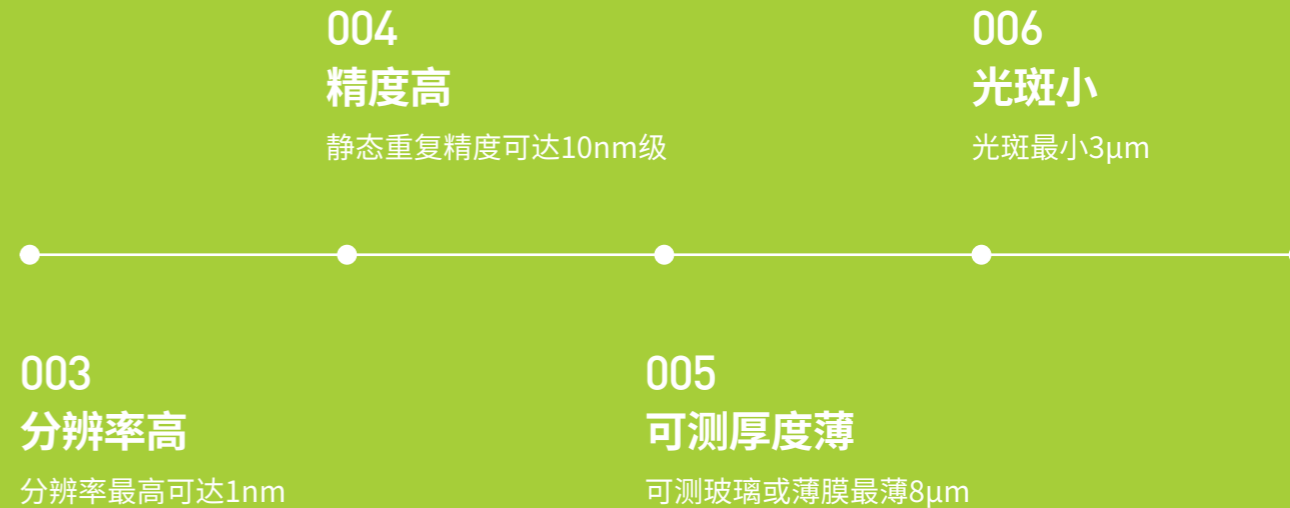 004
精度高
静态重复精度可达10nm级
006
光斑小
光斑最小3μm
003
分辨率高
分辨率最高可达1nm
005
可测厚度薄
可测玻璃或薄膜最薄8μm